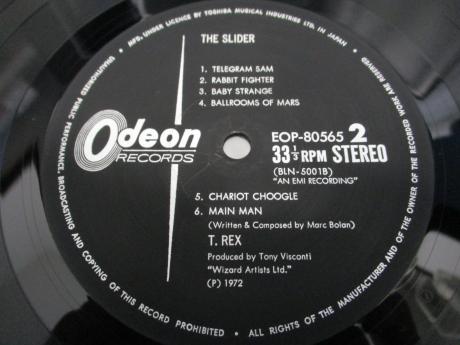 • MFG. UNDER LICENCE BY TOSHIBA MUSICAL INDUSTRIES LTD. IN JAPAN •
UNAUTHORIZED PUBLIC PERFORMANCE, BROADCASTING AND COPYING OF THIS RECORD PROHIBITED • ALL RIGHTS OF THE MANUFACTURER AND OF THE OWNER OF THE RECORDED WORK ARE RESERVED
THE SLIDER
1. TELEGRAM SAM
2. RABBIT FIGHTER
3. BABY STRANGE
4. BALLROOMS OF MARS
Odeon
RECORDS
EOP-80565 2
33 1/3 RPM STEREO
(BLN-5001B)
"AN EMI RECORDING"
5. CHARIOT CHOOGLE
6. MAIN MAN
(Written & Composed by Marc Bolan)
T. REX
Produced by Tony Visconti
"Wizard Artists Ltd."
(P) 1972